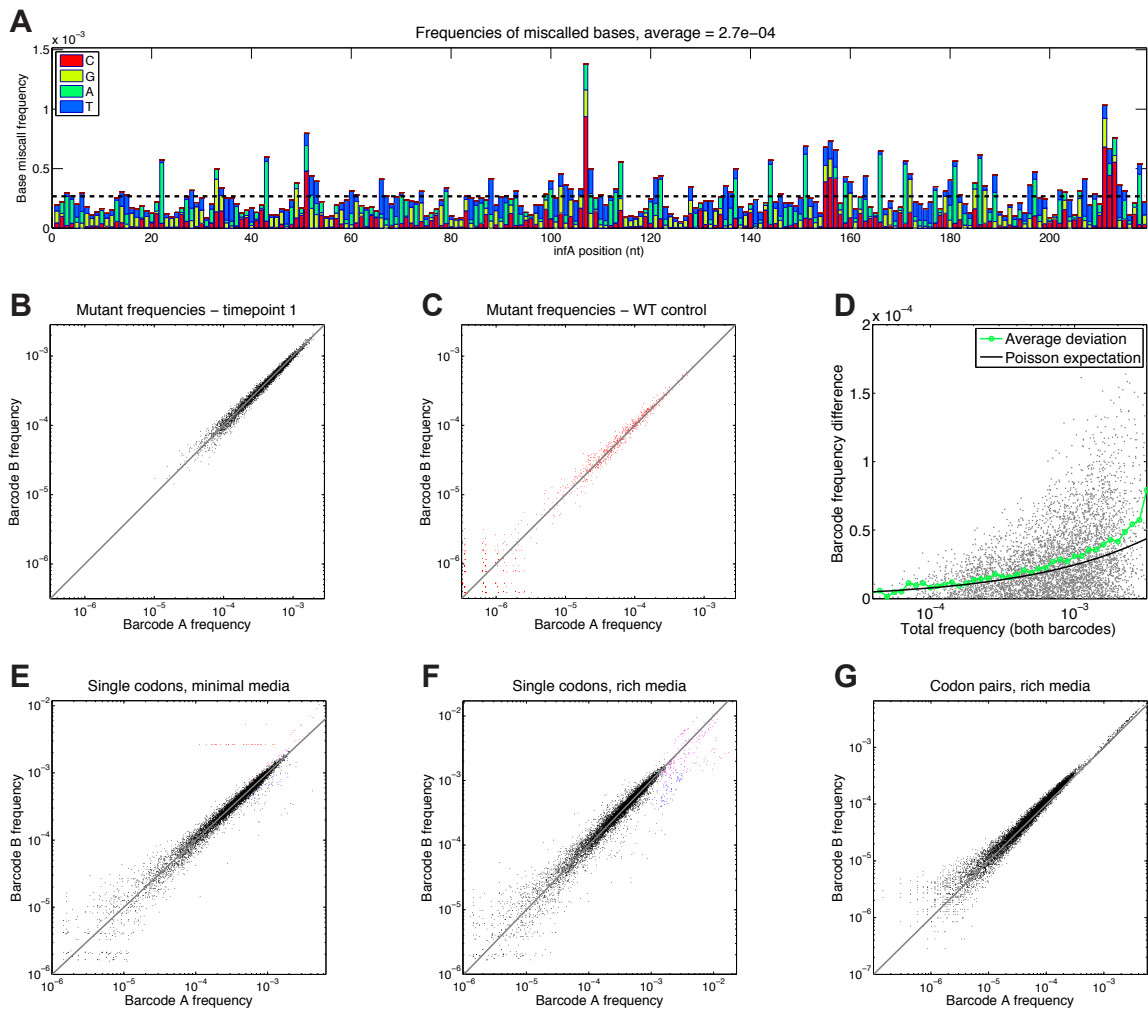 A
Frequencies of miscalled bases, average = 2.7e−04
x 10⁻³
1.5
1
0.5
0
Base miscall frequency
C
G
A
T
0 20 40 60 80 100 120 140 160 180 200
infA position (nt)
B
Mutant frequencies − timepoint 1
10⁻³
10⁻⁴
10⁻⁵
10⁻⁶
Barcode B frequency
10⁻⁶ 10⁻⁵ 10⁻⁴ 10⁻³
Barcode A frequency
C
Mutant frequencies − WT control
10⁻³
10⁻⁴
10⁻⁵
10⁻⁶
Barcode B frequency
10⁻⁶ 10⁻⁵ 10⁻⁴ 10⁻³
Barcode A frequency
D
2 x 10⁻⁴
1.5
1
0.5
0
Barcode frequency difference
Average deviation
Poisson expectation
10⁻⁴ 10⁻³
Total frequency (both barcodes)
E
Single codons, minimal media
10⁻²
10⁻³
10⁻⁴
10⁻⁵
10⁻⁶
Barcode B frequency
10⁻⁶ 10⁻⁵ 10⁻⁴ 10⁻³
Barcode A frequency
F
Single codons, rich media
10⁻²
10⁻³
10⁻⁴
10⁻⁵
10⁻⁶
Barcode B frequency
10⁻⁶ 10⁻⁵ 10⁻⁴ 10⁻³ 10⁻²
Barcode A frequency
G
Codon pairs, rich media
10⁻³
10⁻⁴
10⁻⁵
10⁻⁶
10⁻⁷
Barcode B frequency
10⁻⁶ 10⁻⁵ 10⁻⁴ 10⁻³
Barcode A frequency